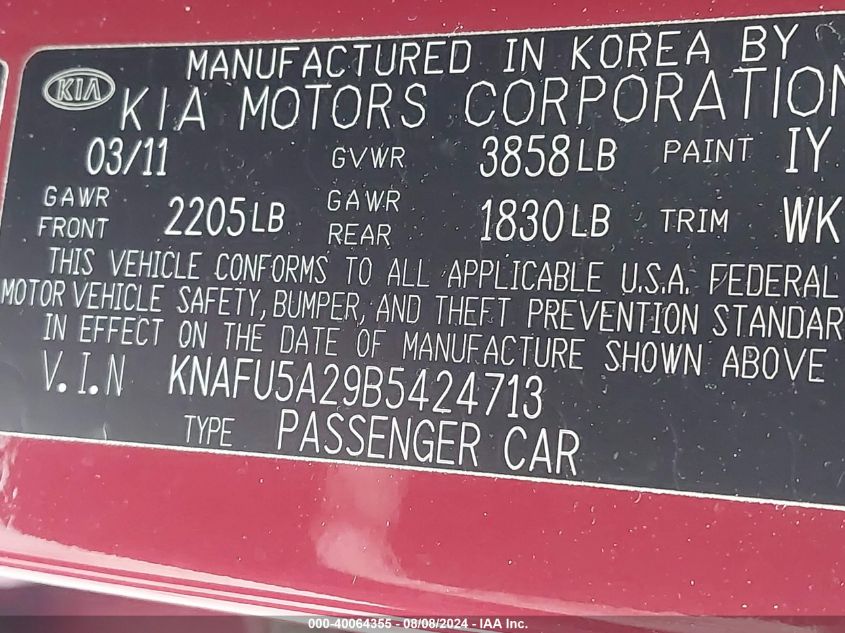 MANUFACTURED IN KOREA BY
KIA KIA MOTORS CORPORATION
03/11 GVWR 3858LB PAINT IY
GAWR FRONT 2205LB GAWR REAR 1830LB TRIM WK
THIS VEHICLE CONFORMS TO ALL APPLICABLE U.S.A. FEDERAL
MOTOR VEHICLE SAFETY, BUMPER, AND THEFT PREVENTION STANDAR
IN EFFECT ON THE DATE OF MANUFACTURE SHOWN ABOVE
V.I.N KNAFU5A29B5424713
TYPE PASSENGER CAR
000-40064355 - 08/08/2024 - IAA Inc.